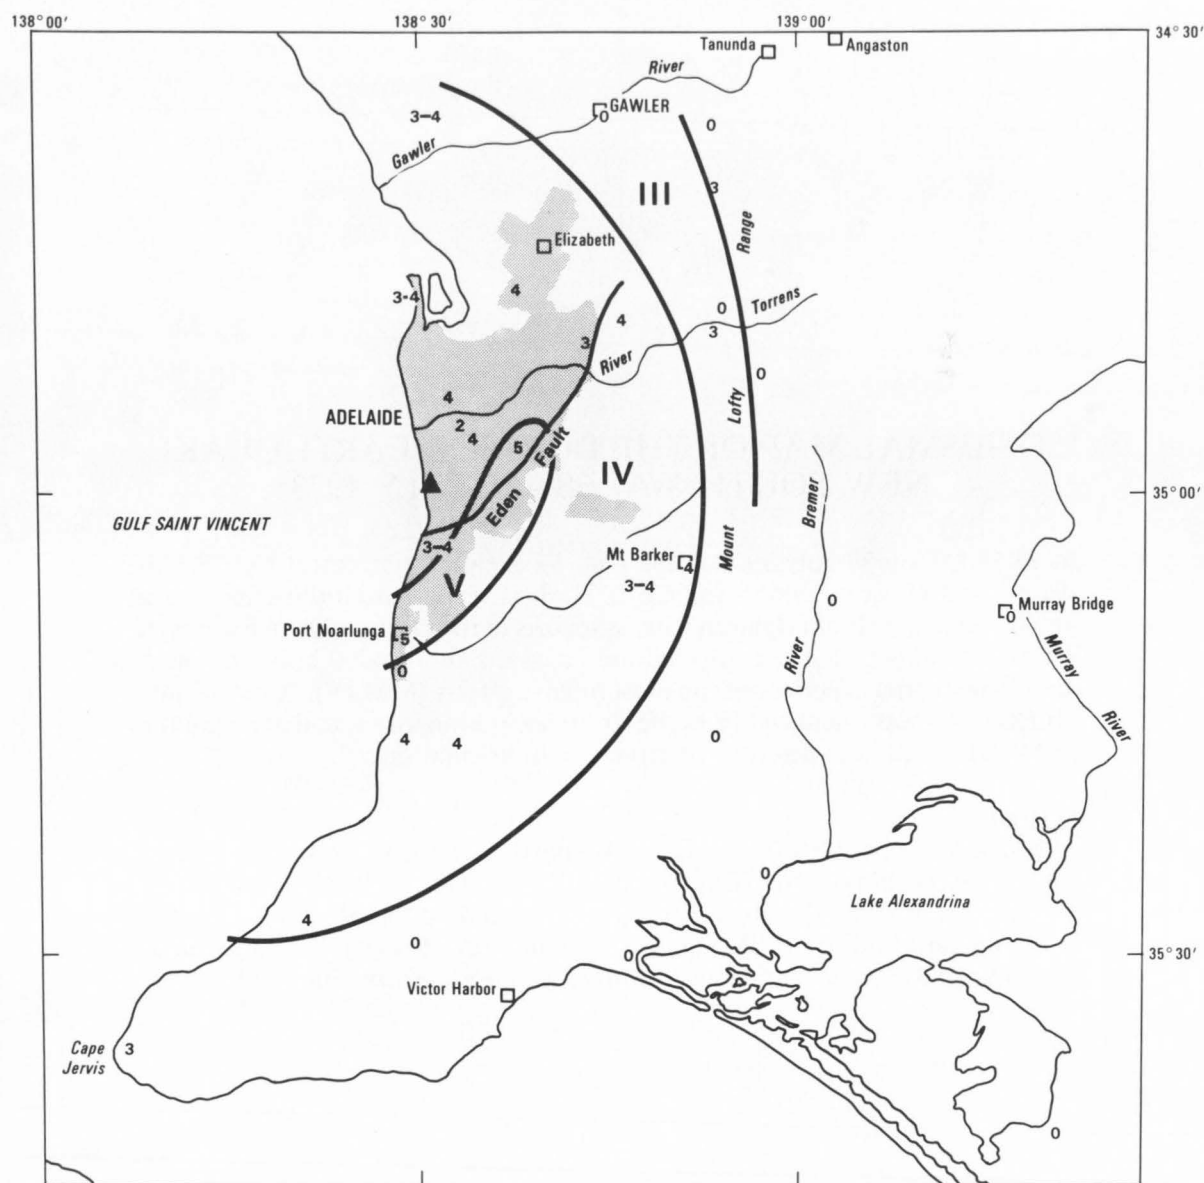 138° 00'
138° 30'
139° 00'
34° 30'
Tanunda
Angaston
River
GAWLER
0
3–4
0
Gawler
III
3
Range
Elizabeth
4
3-4
Torrens
0
4
3
3
River
0
4
Lofty
ADELAIDE
2
4
5
Fault
IV
Eden
35° 00'
Bremer
GULF SAINT VINCENT
Mount
3–4
Mt Barker
4
3–4
V
0
Murray Bridge
0
Port Noarlunga
5
River
Murray
0
4
4
0
River
0
Lake Alexandrina
4
0
0
35° 30'
Victor Harbor
Cape
Jervis
3
0